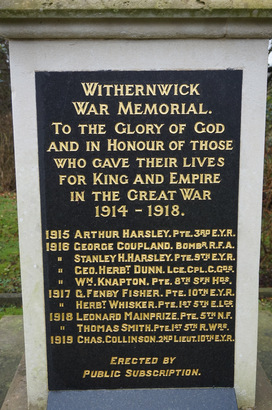 WITHERNWICK
WAR MEMORIAL.
TO THE GLORY OF GOD
AND IN HONOUR OF THOSE
WHO GAVE THEIR LIVES
FOR KING AND EMPIRE
IN THE GREAT WAR
1914 - 1918.
1915 ARTHUR HARSLEY. PTE. 3RD E.Y.R.
1916 GEORGE COUPLAND. BOMBR. R.F.A.
" STANLEY H. HARSLEY. PTE. 9TH E.Y.R.
" GEO. HERBT. DUNN. LCE. CPL. C. GDS.
" WM. KNAPTON. PTE. 8TH SFN HDS
1917 G. FENBY FISHER. PTE. 10TH E.Y.R.
" HERBT. WHISKER. PTE. 1ST 5TH E.LCR
1918 LEONARD MAINPRIZE. PTE. 5TH N.F.
" THOMAS SMITH. PTE. 1ST 5TH R.WKS.
1919 CHAS. COLLINSON. 2ND LIEUT. 10TH E.Y.R.
ERECTED BY
PUBLIC SUBSCRIPTION.